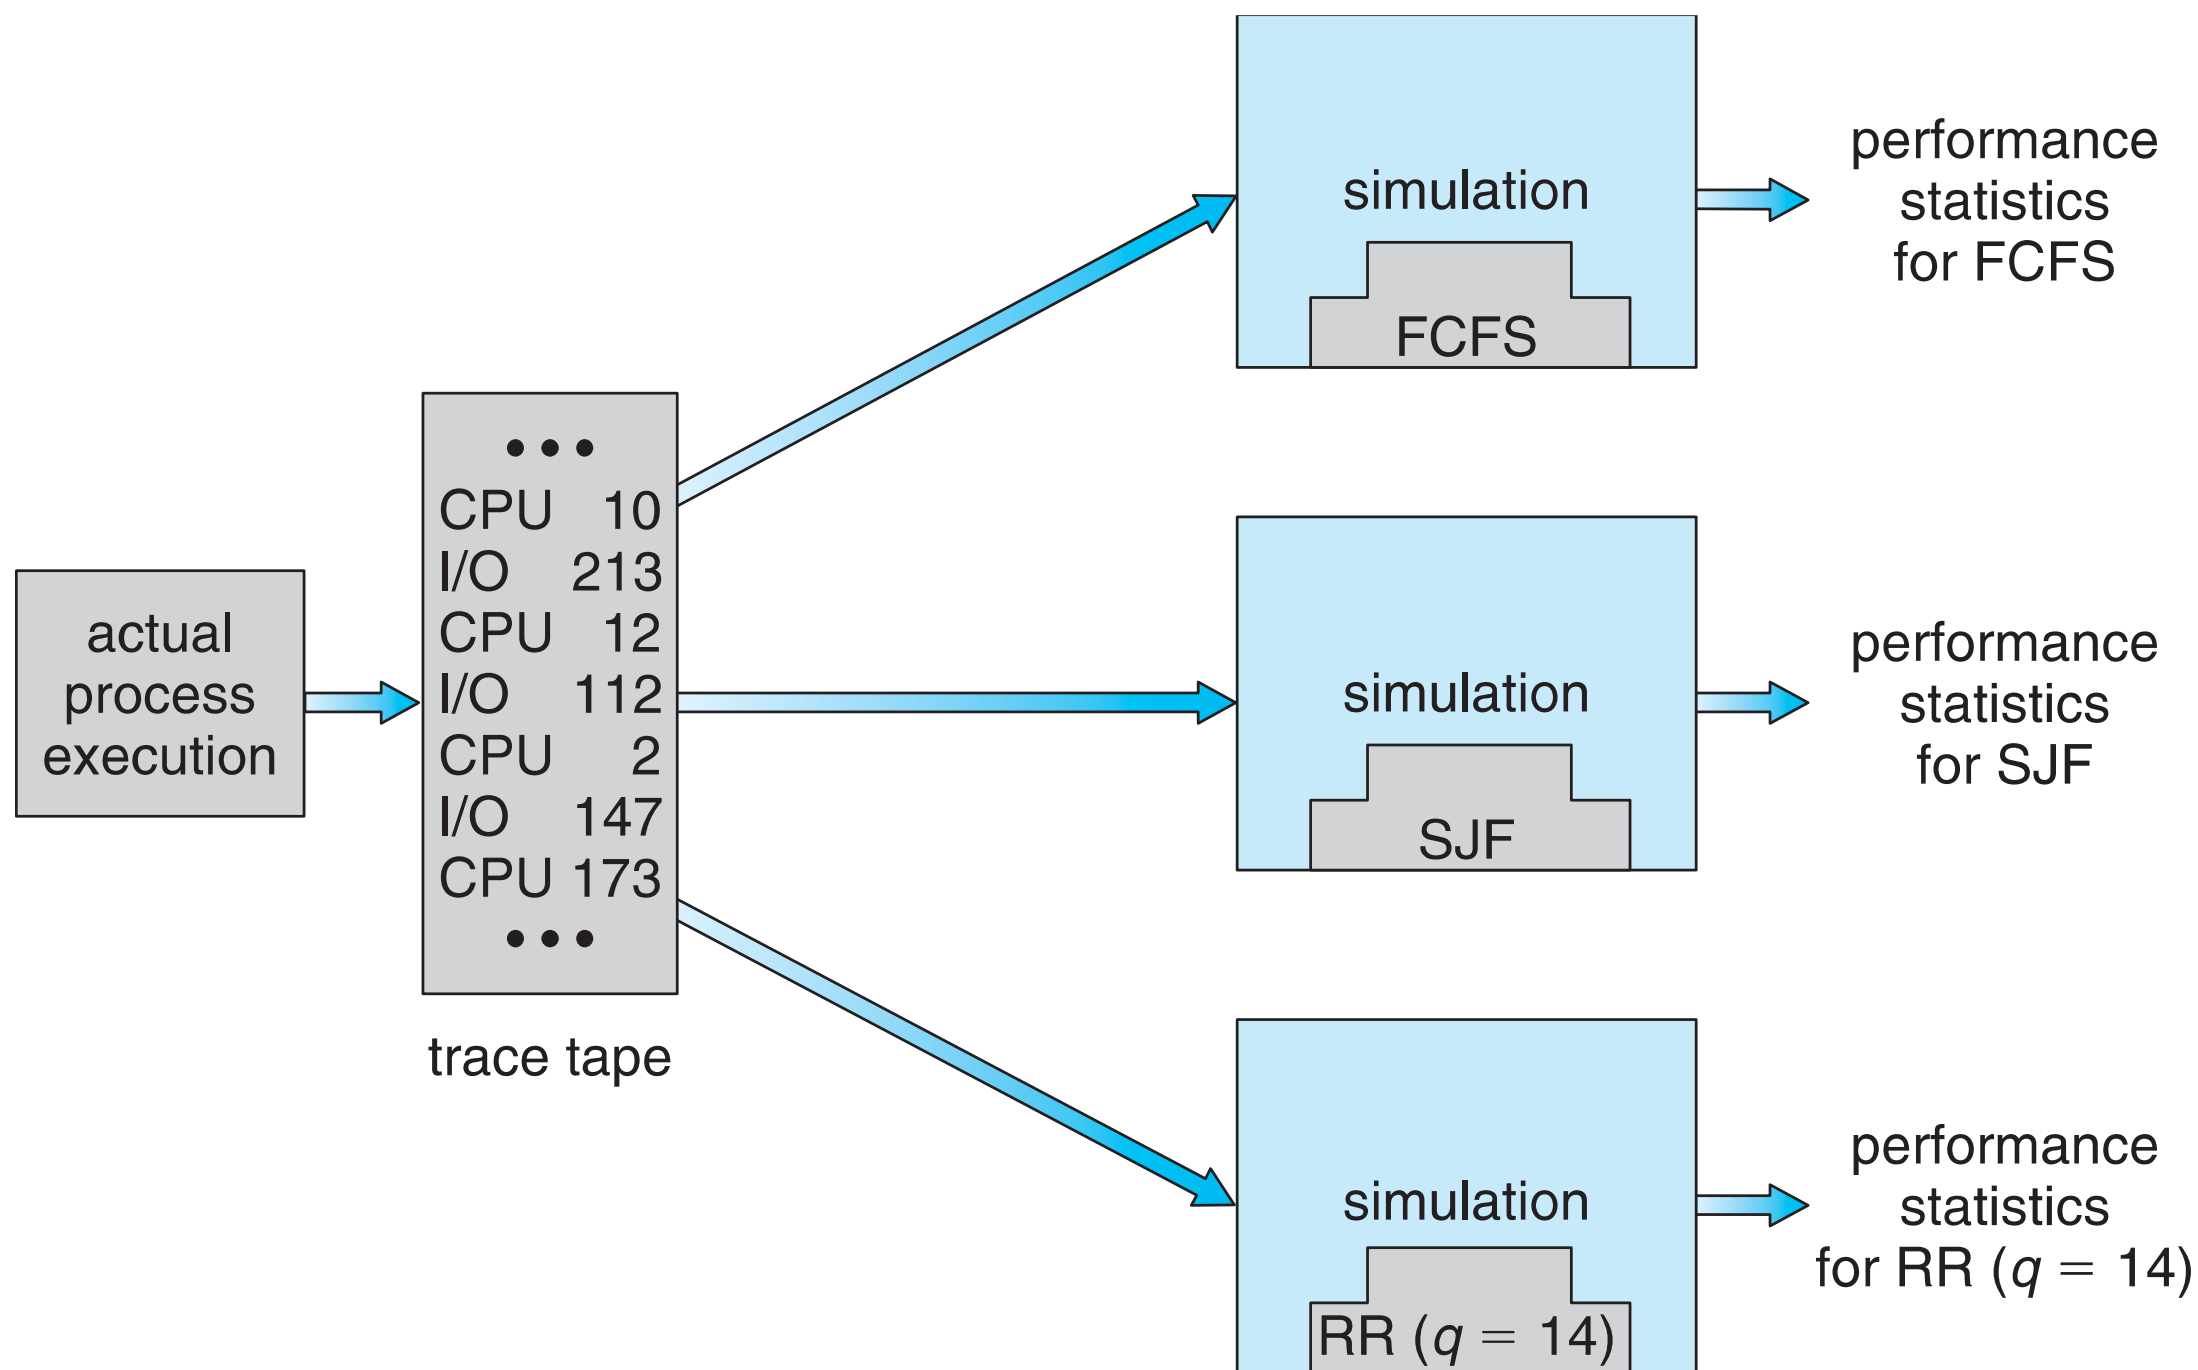 actual
process
execution
• • •
CPU 10
I/O 213
CPU 12
I/O 112
CPU 2
I/O 147
CPU 173
• • •
trace tape
simulation
FCFS
performance
statistics
for FCFS
simulation
SJF
performance
statistics
for SJF
simulation
RR (q = 14)
performance
statistics
for RR (q = 14)